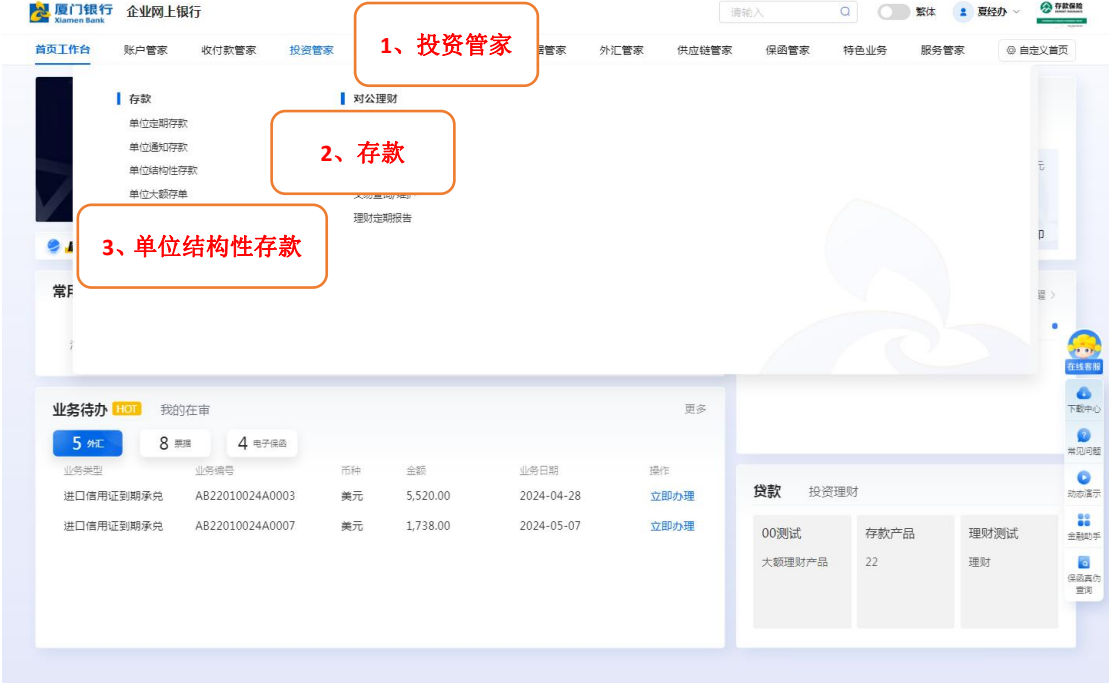 厦门银行 企业网上银行
Xiamen Bank
请输入
繁体
夏经办
存款保险
首页工作台 账户管家 收付款管家 投资管家 管家 外汇管家 供应链管家 保函管家 特色业务 服务管家 自定义首页
1、投资管家
存款 对公理财
单位定期存款
单位通知存款
单位结构性存款
单位大额存单
2、存款
理财定期报告
3、单位结构性存款
元
常用
在线客服
下载中心
常见问题
动态演示
金融助手
保函真伪
查询
业务待办 HOT 我的在审 更多
5 外汇 8 票据 4 电子保函
业务类型 业务编号 币种 金额 业务日期 操作
进口信用证到期承兑 AB22010024A0003 美元 5,520.00 2024-04-28 立即办理
进口信用证到期承兑 AB22010024A0007 美元 1,738.00 2024-05-07 立即办理
贷款 投资理财
00测试 存款产品 理财测试
大额理财产品 22 理财